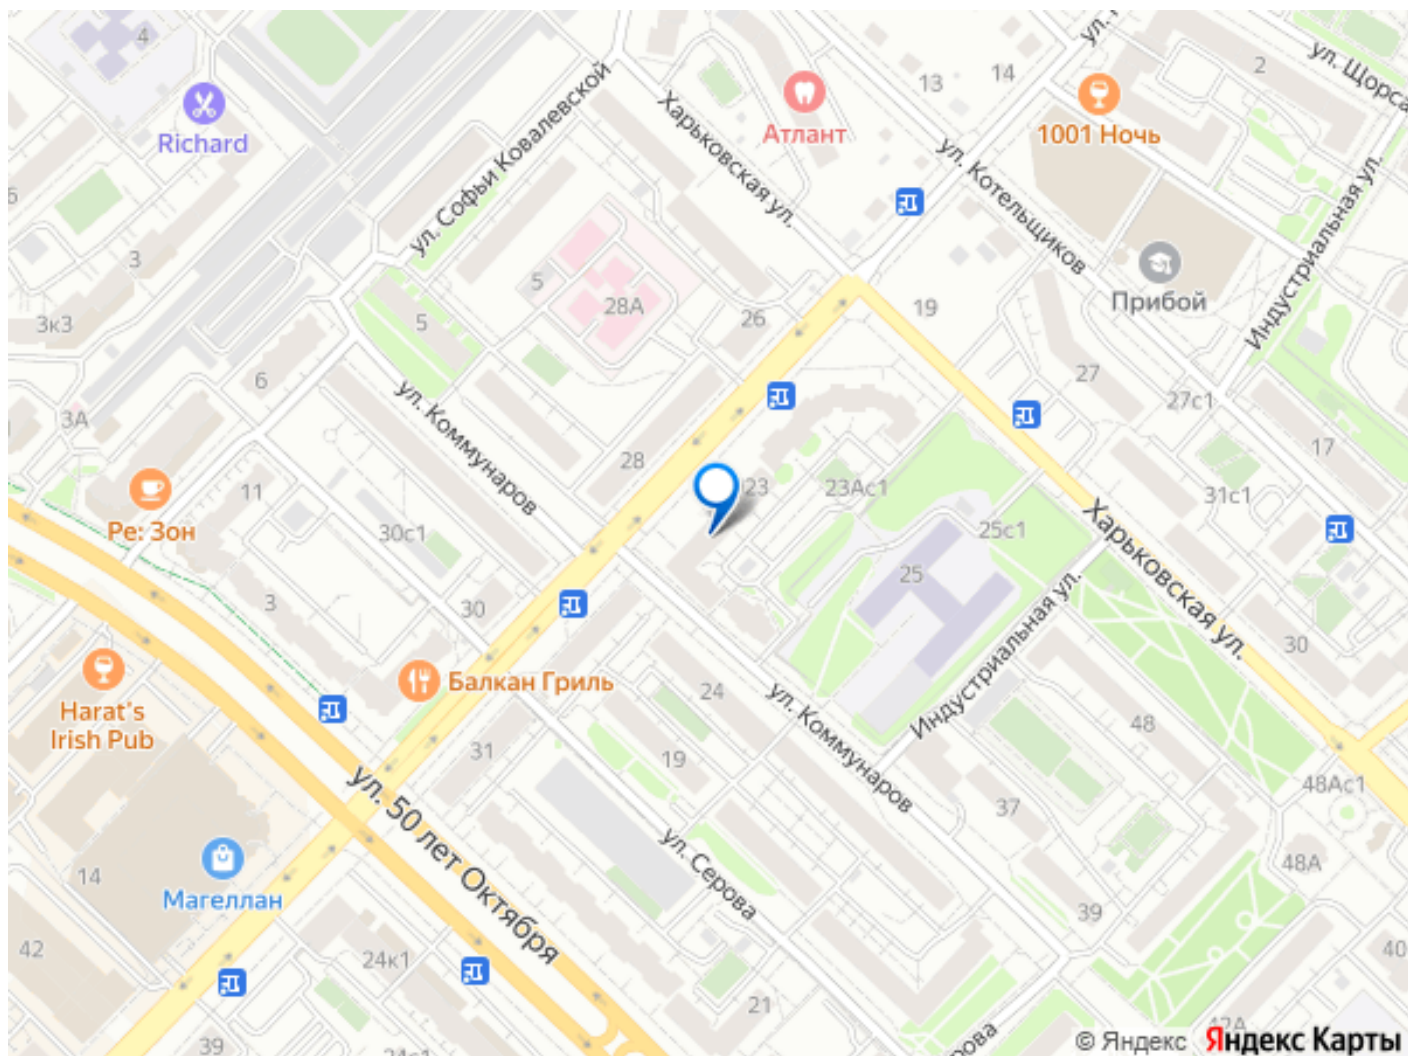 4
2
ул. Щорса
13
14
Richard
Атлант
1001 Ночь
Харьковская ул.
ул. Софьи Ковалевской
ул. Котельщиков
Индустриальная ул.
3
5
28А
Прибой
3к3
5
26
19
6
27
27с1
3А
ул. Коммунаров
28
17
11
23
23Ас1
31с1
Ре: Зон
30с1
25с1
Харьковская ул.
25
3
30
Индустриальная ул.
30
Балкан Гриль
24
Harat's
Irish Pub
48
31
19
ул. Коммунаров
48Ас1
ул. 50 лет Октября
37
14
Магеллан
ул. Серова
48А
39
42
24к1
40
21
39
24с1
42А
рова
© Яндекс
Яндекс Карты